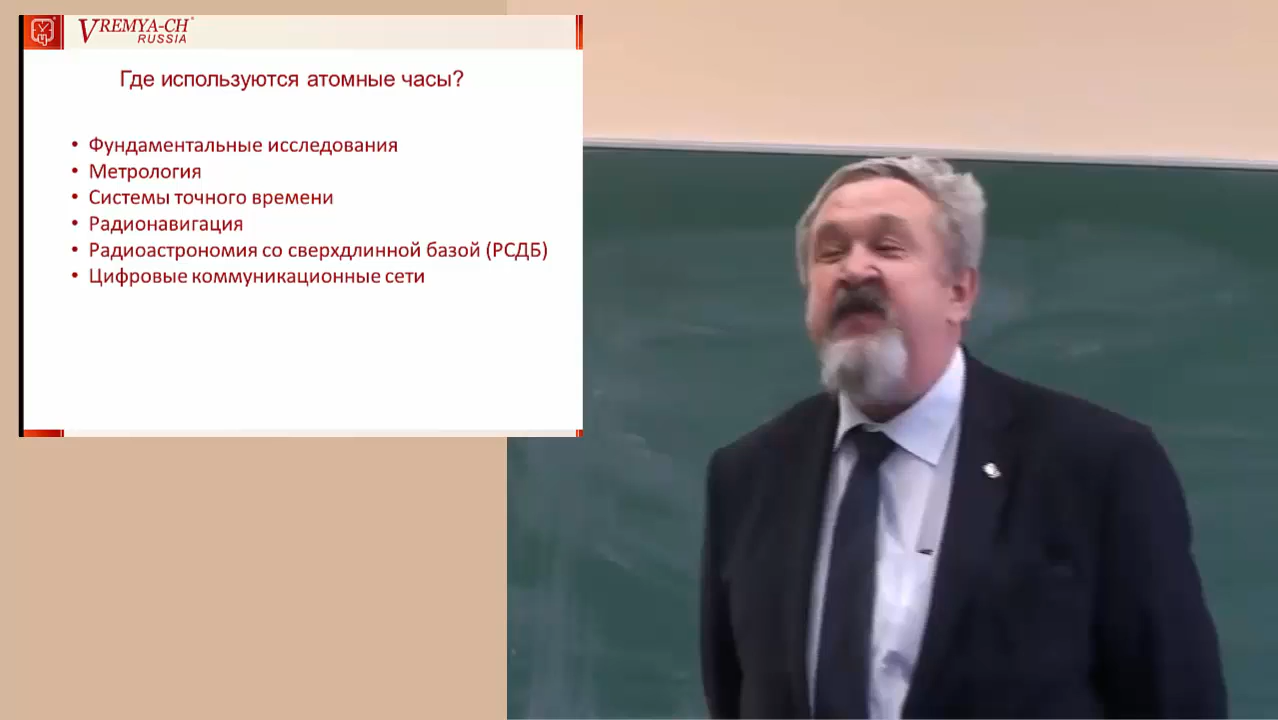 VREMYA-CH
RUSSIA
Где используются атомные часы?
• Фундаментальные исследования
• Метрология
• Системы точного времени
• Радионавигация
• Радиоастрономия со сверхдлинной базой (РСДБ)
• Цифровые коммуникационные сети